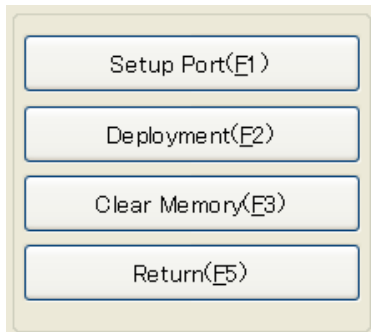 Setup Port(F1)
Deployment(F2)
Clear Memory(F3)
Return(F5)